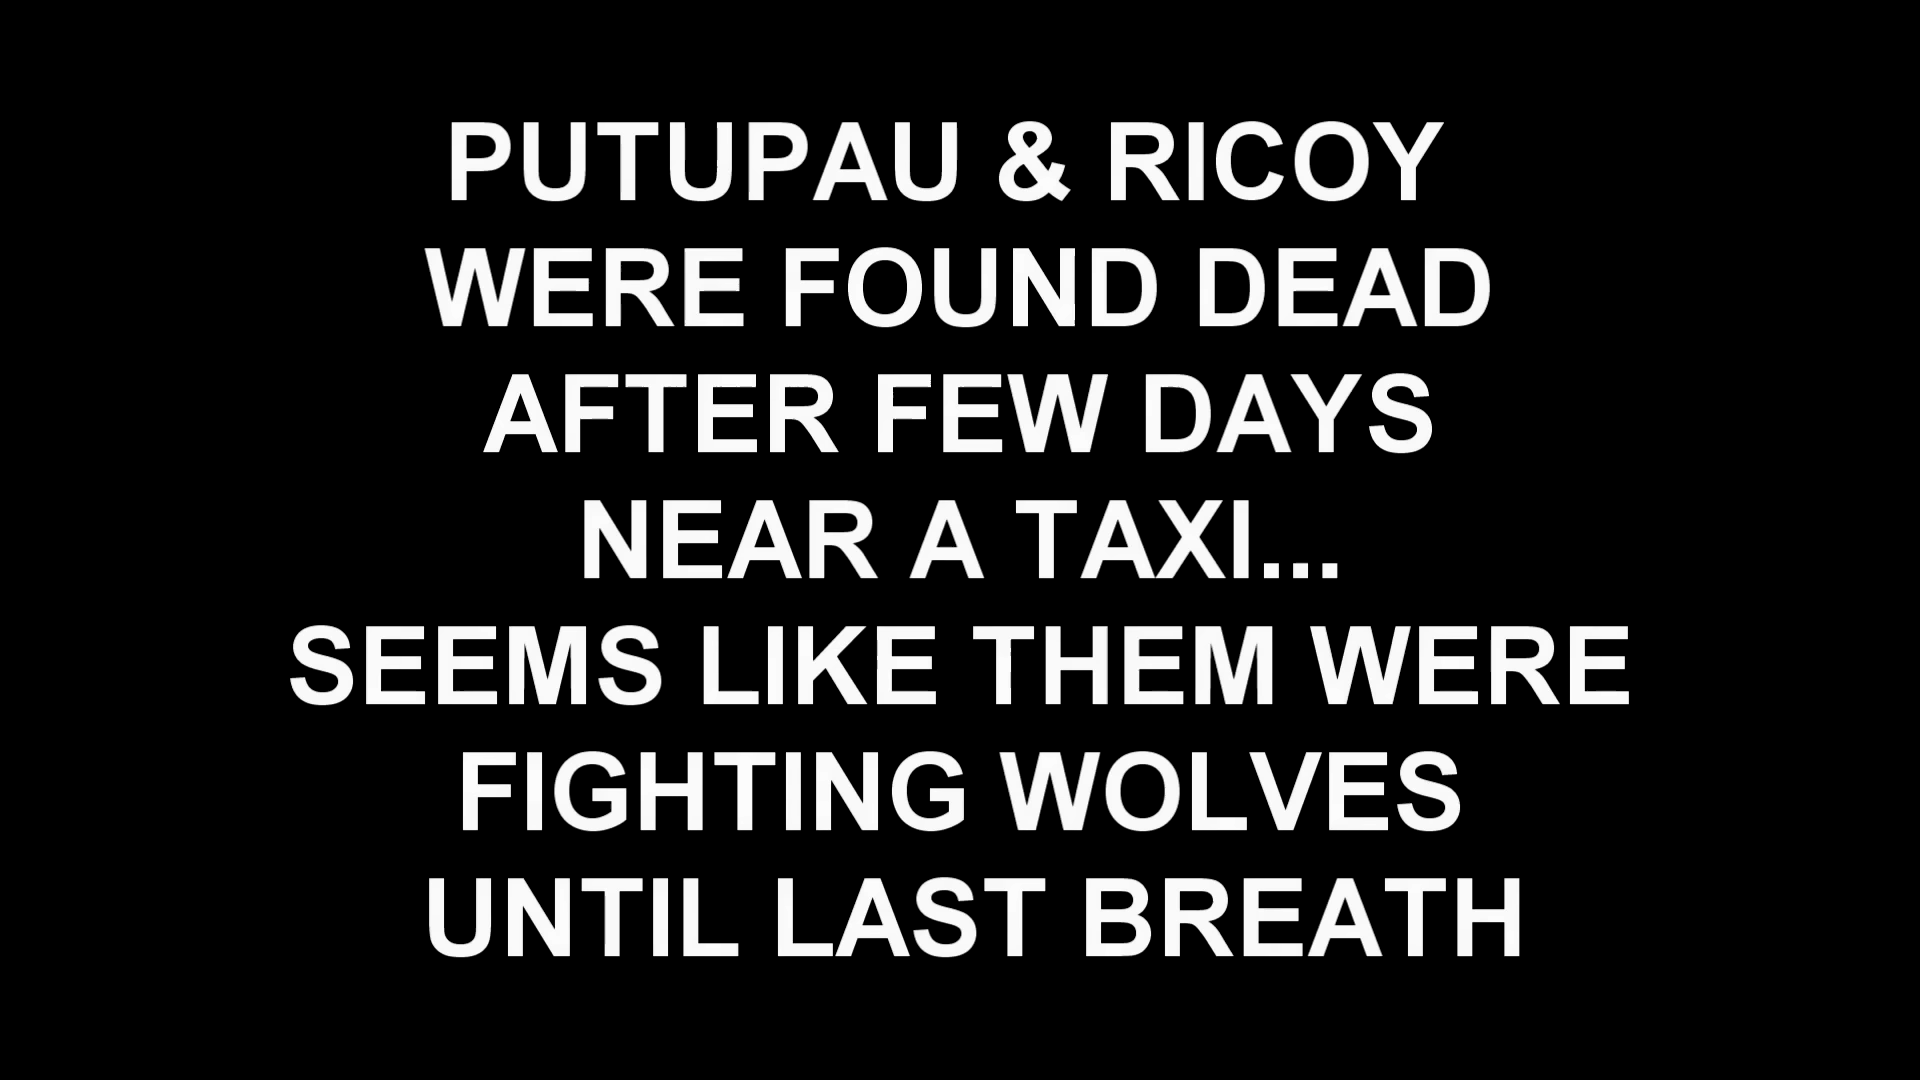 PUTUPAU & RICOY
WERE FOUND DEAD
AFTER FEW DAYS
NEAR A TAXI...
SEEMS LIKE THEM WERE
FIGHTING WOLVES
UNTIL LAST BREATH